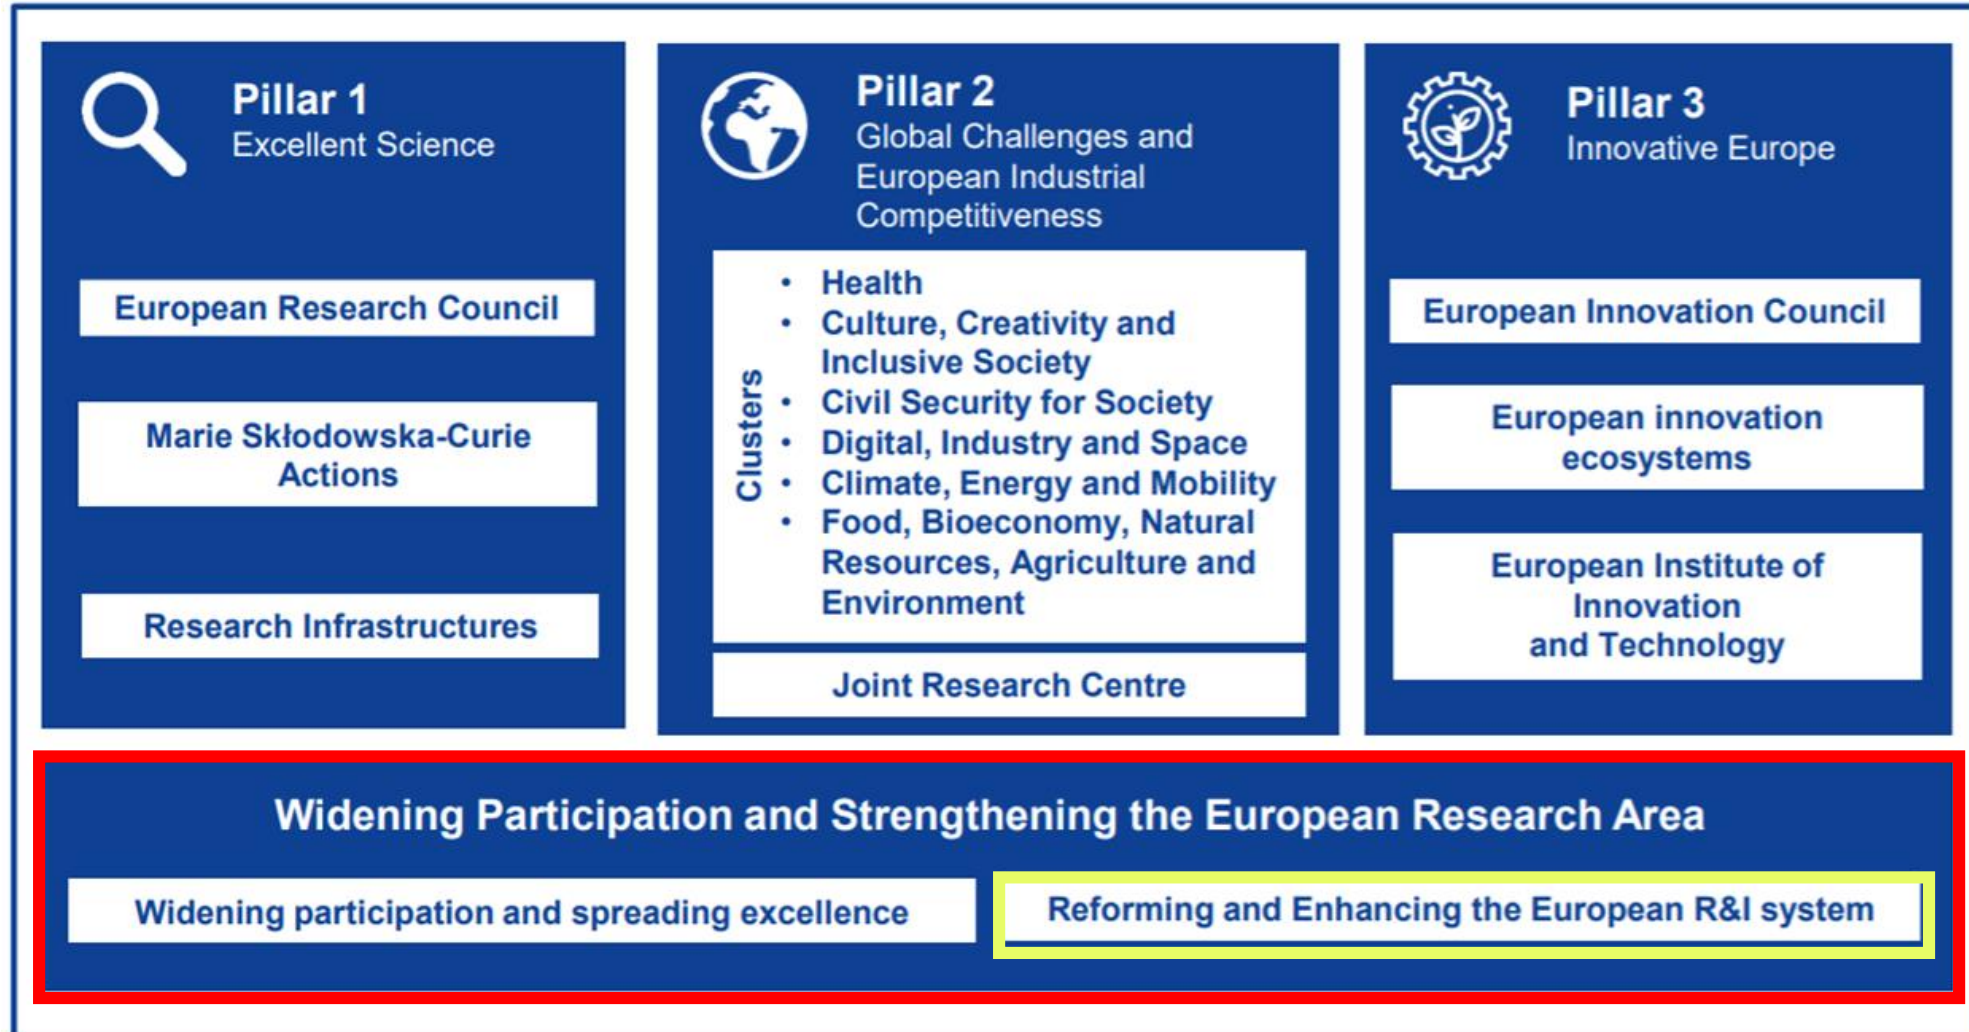 Pillar 1
Excellent Science
European Research Council
Marie Skłodowska-Curie
Actions
Research Infrastructures
Pillar 2
Global Challenges and
European Industrial
Competitiveness
Clusters
• Health
• Culture, Creativity and
Inclusive Society
• Civil Security for Society
• Digital, Industry and Space
• Climate, Energy and Mobility
• Food, Bioeconomy, Natural
Resources, Agriculture and
Environment
Joint Research Centre
Pillar 3
Innovative Europe
European Innovation Council
European innovation
ecosystems
European Institute of
Innovation
and Technology
Widening Participation and Strengthening the European Research Area
Widening participation and spreading excellence
Reforming and Enhancing the European R&I system